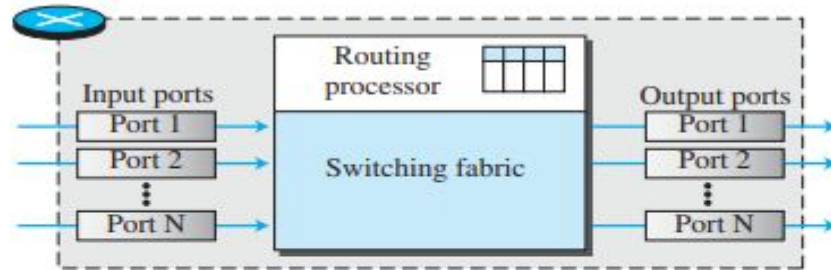 Routing
processor
Input ports
Output ports
Port 1
Port 1
Port 2
Switching fabric
Port 2
Port N
Port N